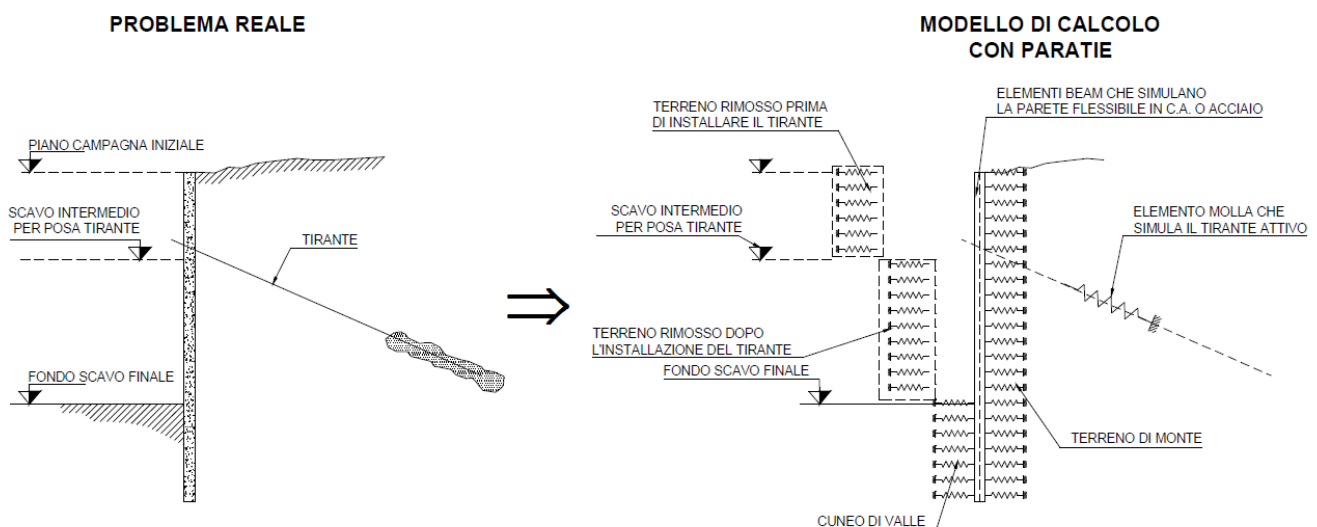 PROBLEMA REALE
PIANO CAMPAGNA INIZIALE
SCAVO INTERMEDIO
PER POSA TIRANTE
TIRANTE
FONDO SCAVO FINALE
MODELLO DI CALCOLO
CON PARATIE
TERRENO RIMOSSO PRIMA
DI INSTALLARE IL TIRANTE
ELEMENTI BEAM CHE SIMULANO
LA PARETE FLESSIBILE IN C.A. O ACCIAIO
SCAVO INTERMEDIO
PER POSA TIRANTE
ELEMENTO MOLLA CHE
SIMULA IL TIRANTE ATTIVO
TERRENO RIMOSSO DOPO
L'INSTALLAZIONE DEL TIRANTE
FONDO SCAVO FINALE
TERRENO DI MONTE
CUNEO DI VALLE